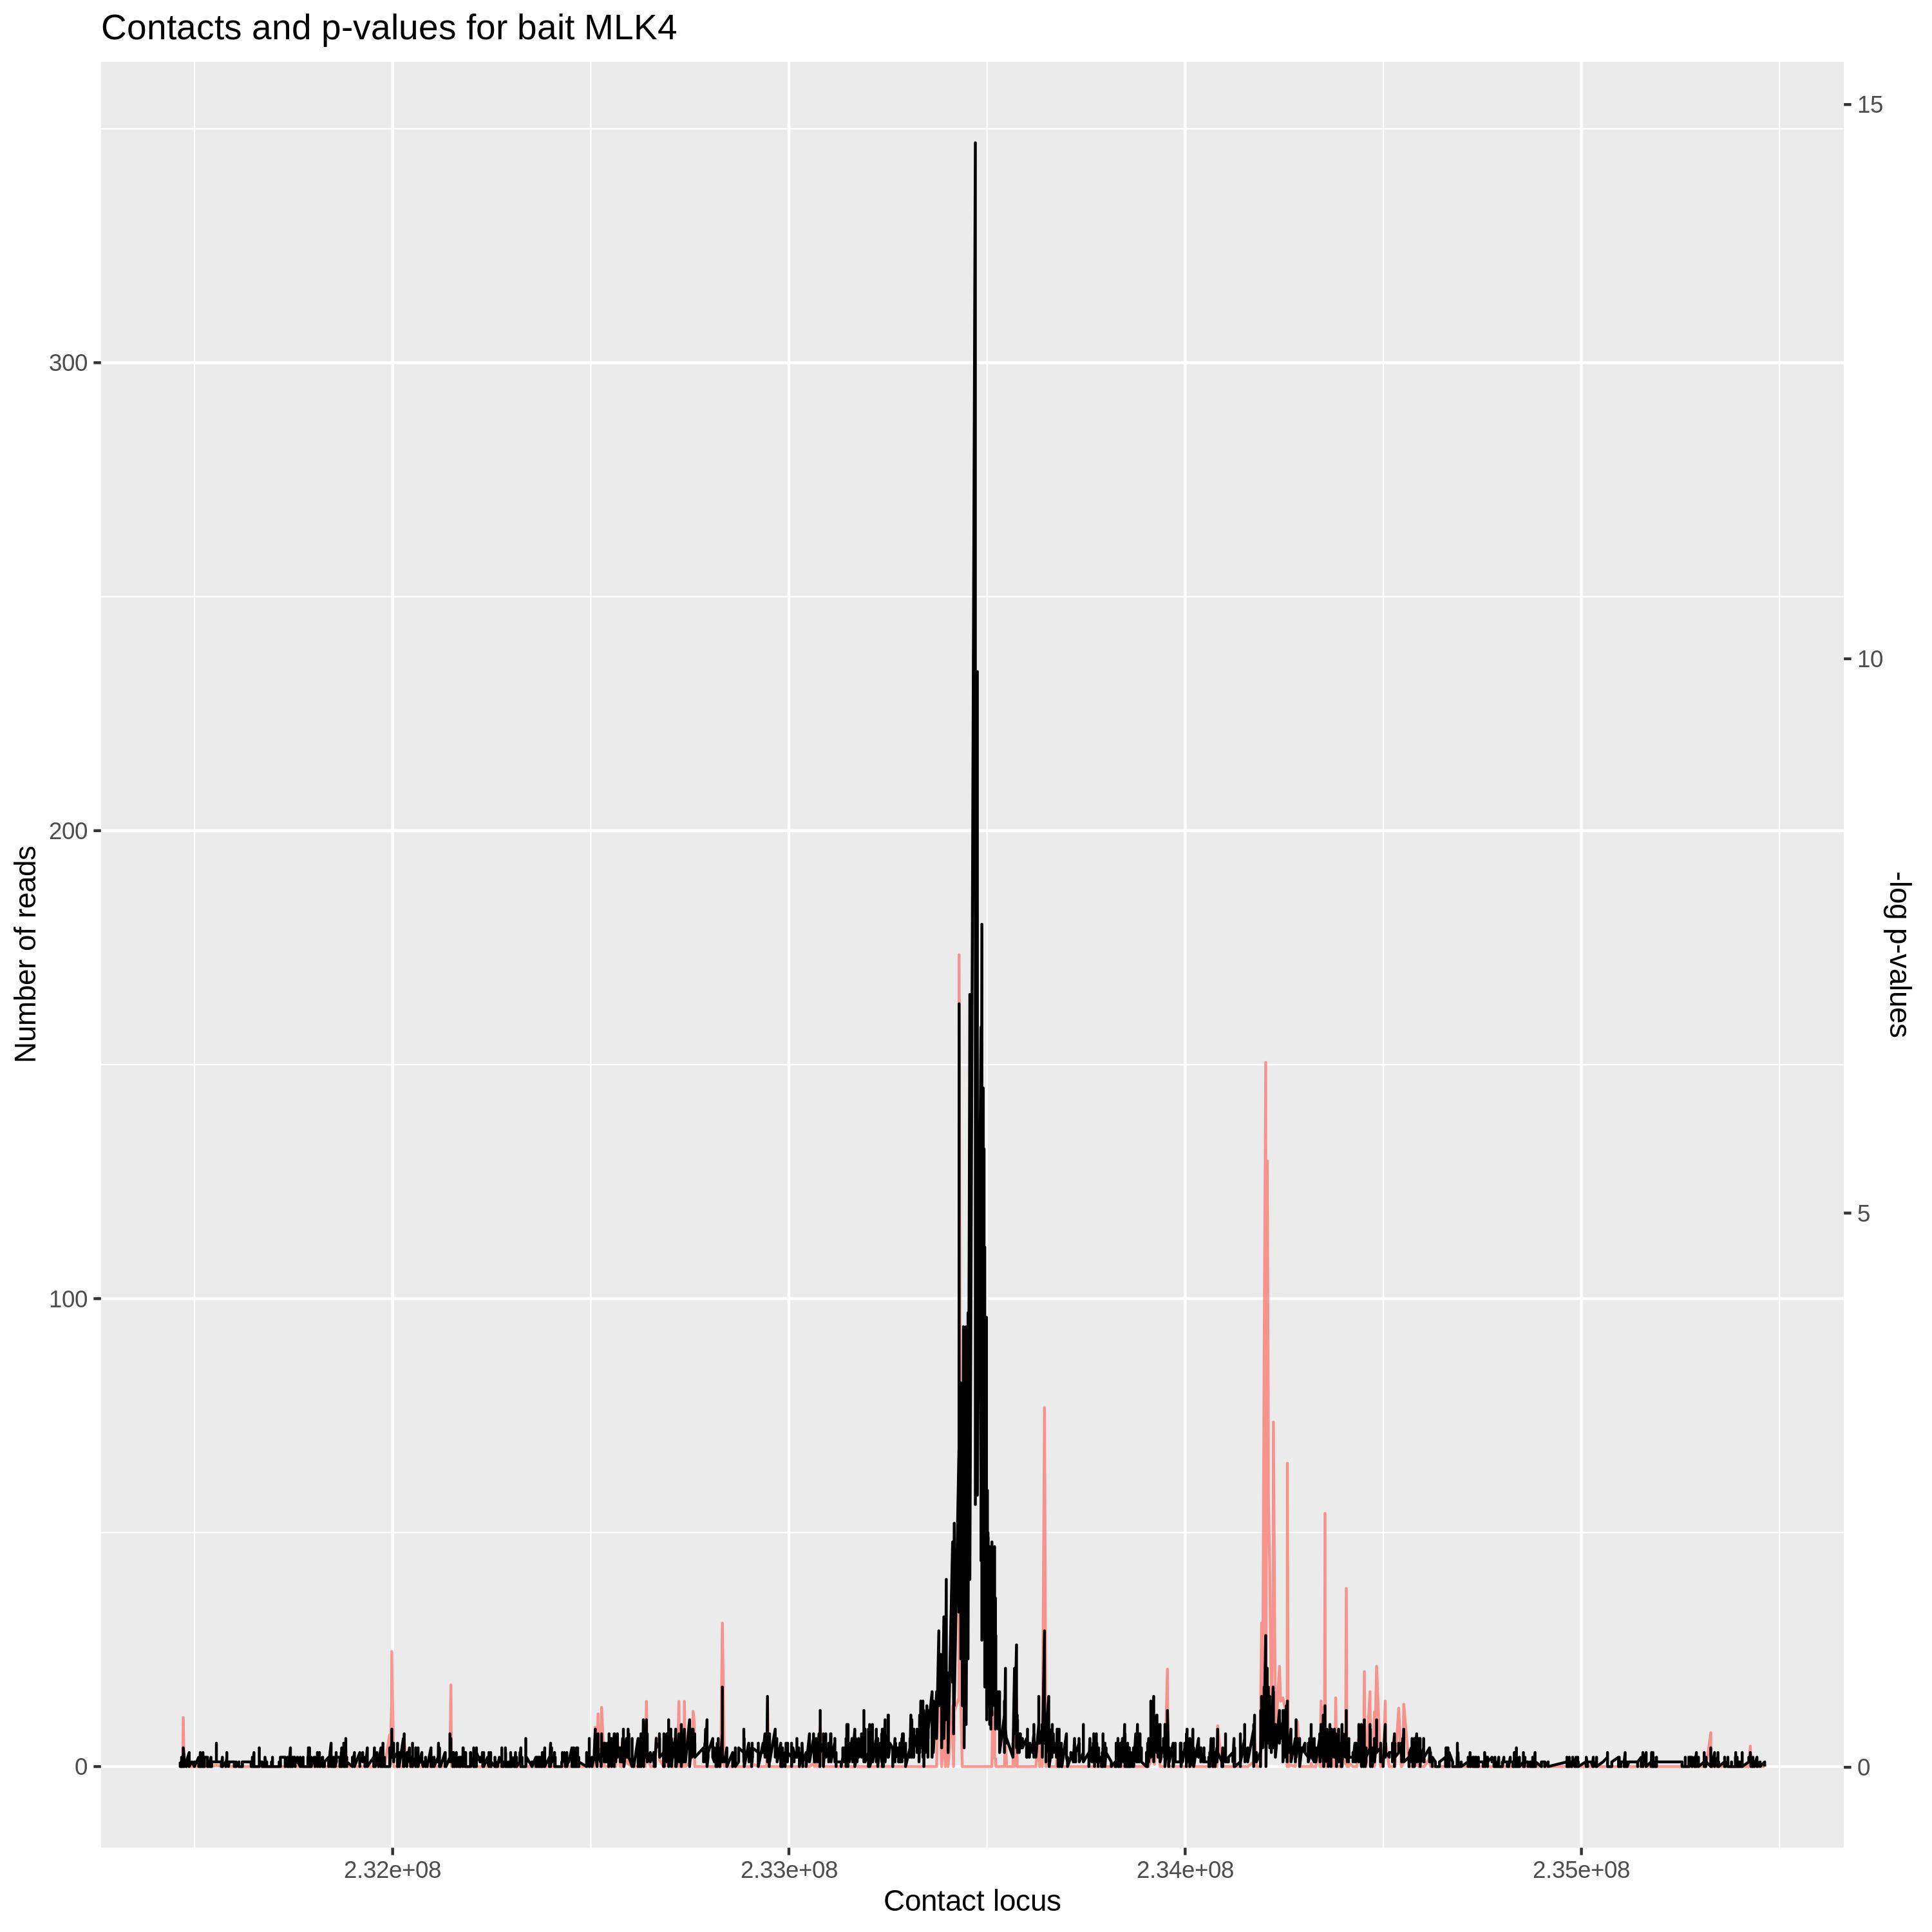 Contacts and p-values for bait MLK4
15
300
10
200
Number of reads
-log p-values
5
100
0
0
2.32e+08
2.33e+08
2.34e+08
2.35e+08
Contact locus